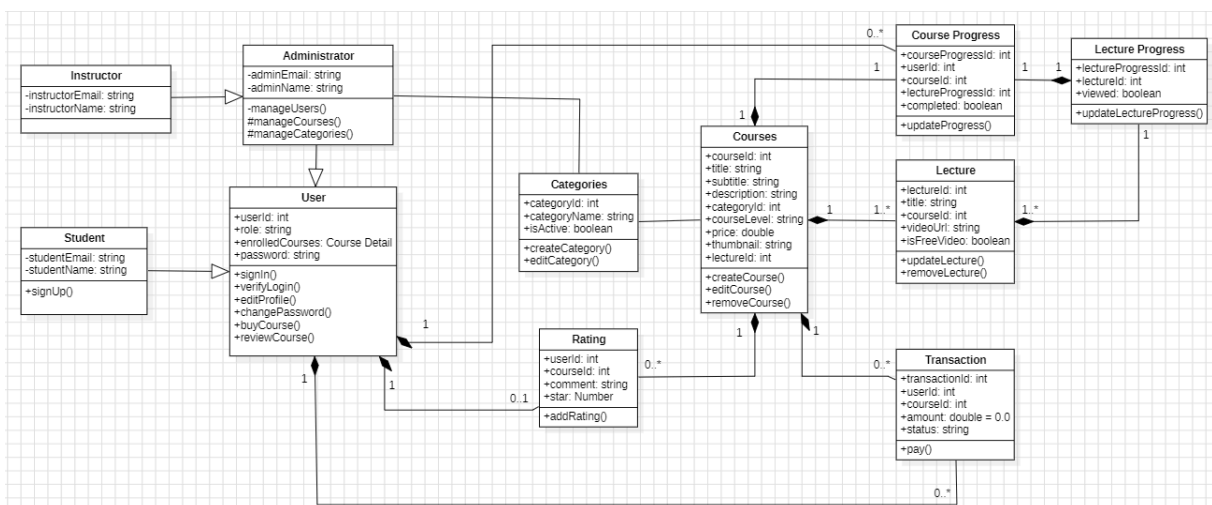 Instructor
-instructorEmail: string
-instructorName: string
Administrator
-adminEmail: string
-adminName: string
-manageUsers()
#manageCourses()
#manageCategories()
Student
-studentEmail: string
-studentName: string
+signUp()
User
+userId: int
+role: string
+enrolledCourses: Course Detail
+password: string
+signIn()
+verifyLogin()
+editProfile()
+changePassword()
+buyCourse()
+reviewCourse()
1
1
1
Categories
+categoryId: int
+categoryName: string
+isActive: boolean
+createCategory()
+editCategory()
Rating
+userId: int
+courseId: int
+comment: string
+star: Number
+addRating()
0..1
0..*
Courses
+courseId: int
+title: string
+subtitle: string
+description: string
+categoryId: int
+courseLevel: string
+price: double
+thumbnail: string
+lectureId: int
+createCourse()
+editCourse()
+removeCourse()
1
1
1
1
0..*
1
Course Progress
+courseProgressId: int
+userId: int
+courseId: int
+lectureProgressId: int
+completed: boolean
+updateProgress()
1
1
Lecture Progress
+lectureProgressId: int
+lectureId: int
+viewed: boolean
+updateLectureProgress()
1
Lecture
+lectureId: int
+title: string
+courseId: int
+videoUrl: string
+isFreeVideo: boolean
+updateLecture()
+removeLecture()
1..*
1..*
Transaction
+transactionId: int
+userId: int
+courseId: int
+amount: double = 0.0
+status: string
+pay()
0..*
0..*